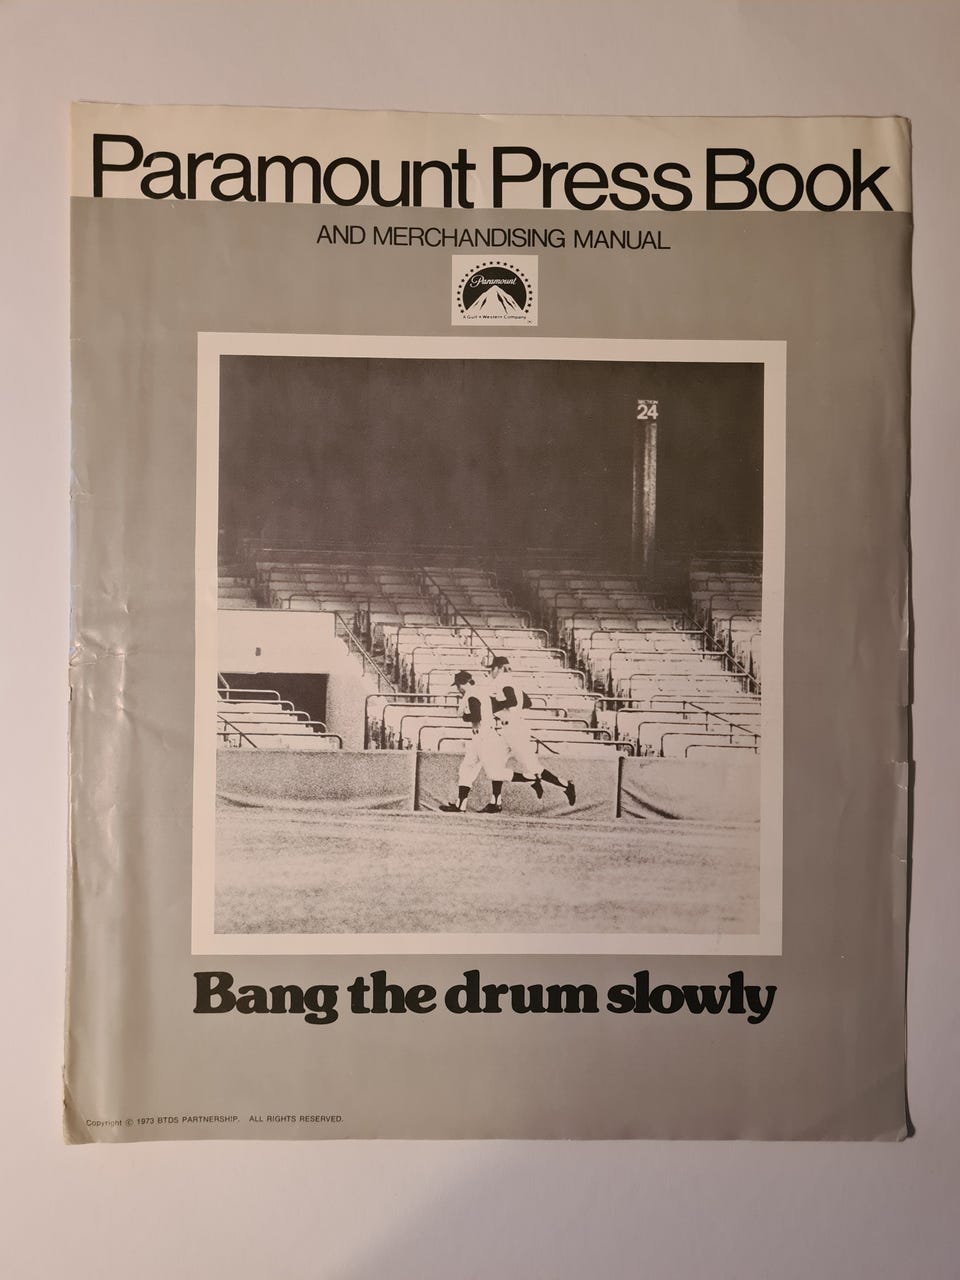 Paramount Press Book
AND MERCHANDISING MANUAL
Paramount
A Gulf + Western Company
SECTION
24
Bang the drum slowly
Copyright © 1973 BTDS PARTNERSHIP. ALL RIGHTS RESERVED.